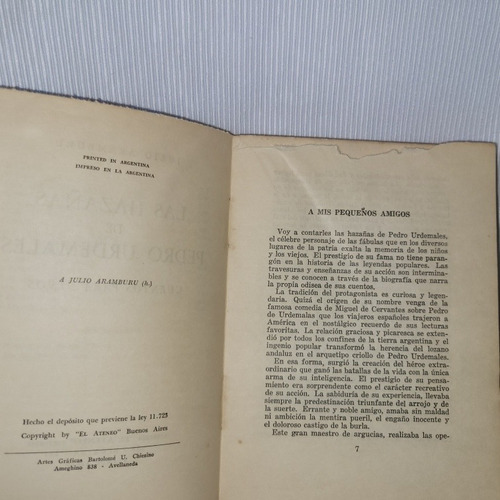 PRINTED IN ARGENTINA
IMPRESO EN LA ARGENTINA
A JULIO ARAMBURU (h.)
Hecho el depósito que previene la ley 11.723
Copyright by "EL ATENEO" Buenos Aires
Artes Gráficas Bartolomé U. Chiesino
Ameghino 838 - Avellaneda
A MIS PEQUEÑOS AMIGOS
Voy a contarles las hazañas de Pedro Urdemales,
el célebre personaje de las fábulas que en los diversos
lugares de la patria exalta la memoria de los niños
y los viejos. El prestigio de su fama no tiene paran-
gón en la historia de las leyendas populares. Las
travesuras y enseñanzas de su acción son intermina-
bles y se conocen a través de la biografía que narra
la propia odisea de sus cuentos.
La tradición del protagonista es curiosa y legen-
daria. Quizá el origen de su nombre venga de la
famosa comedia de Miguel de Cervantes sobre Pedro
de Urdemalas que los viajeros españoles trajeron a
América en el nostálgico recuerdo de sus lecturas
favoritas. La relación graciosa y picaresca se exten-
dió por todos los confines de la tierra argentina y el
ingenio popular transformó la herencia del lozano
andaluz en el arquetipo criollo de Pedro Urdemales.
En esa forma, surgió la creación del héroe extra-
ordinario que ganó las batallas de la vida con la única
arma de su inteligencia. El prestigio de su pensa-
miento era sorprendente como el carácter recreativo
de su acción. La sabiduría de su experiencia, llevaba
siempre la predestinación triunfante del arrojo y de
la suerte. Errante y noble amigo, amaba sin maldad
ni ambición la mentira pueril, el engaño inocente y
el doloroso castigo de la burla.
Este gran maestro de argucias, realizaba las ope-
7